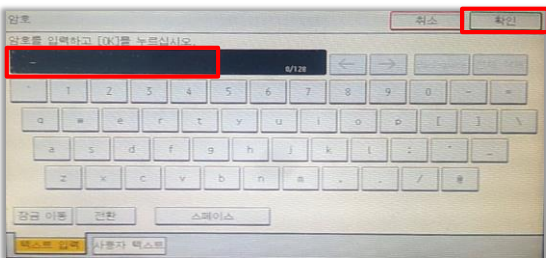 암호
취소 확인
암호를 입력하고 [OK]를 누르십시오.
0/128
← →
1 2 3 4 5 6 7 8 9 0 - =
q w e r t y u i o p [ ] \
a s d f g h j k l ; ' _
z x c v b n m , . / @
잠금 이동 전환 스페이스
텍스트 입력 사용자 텍스트